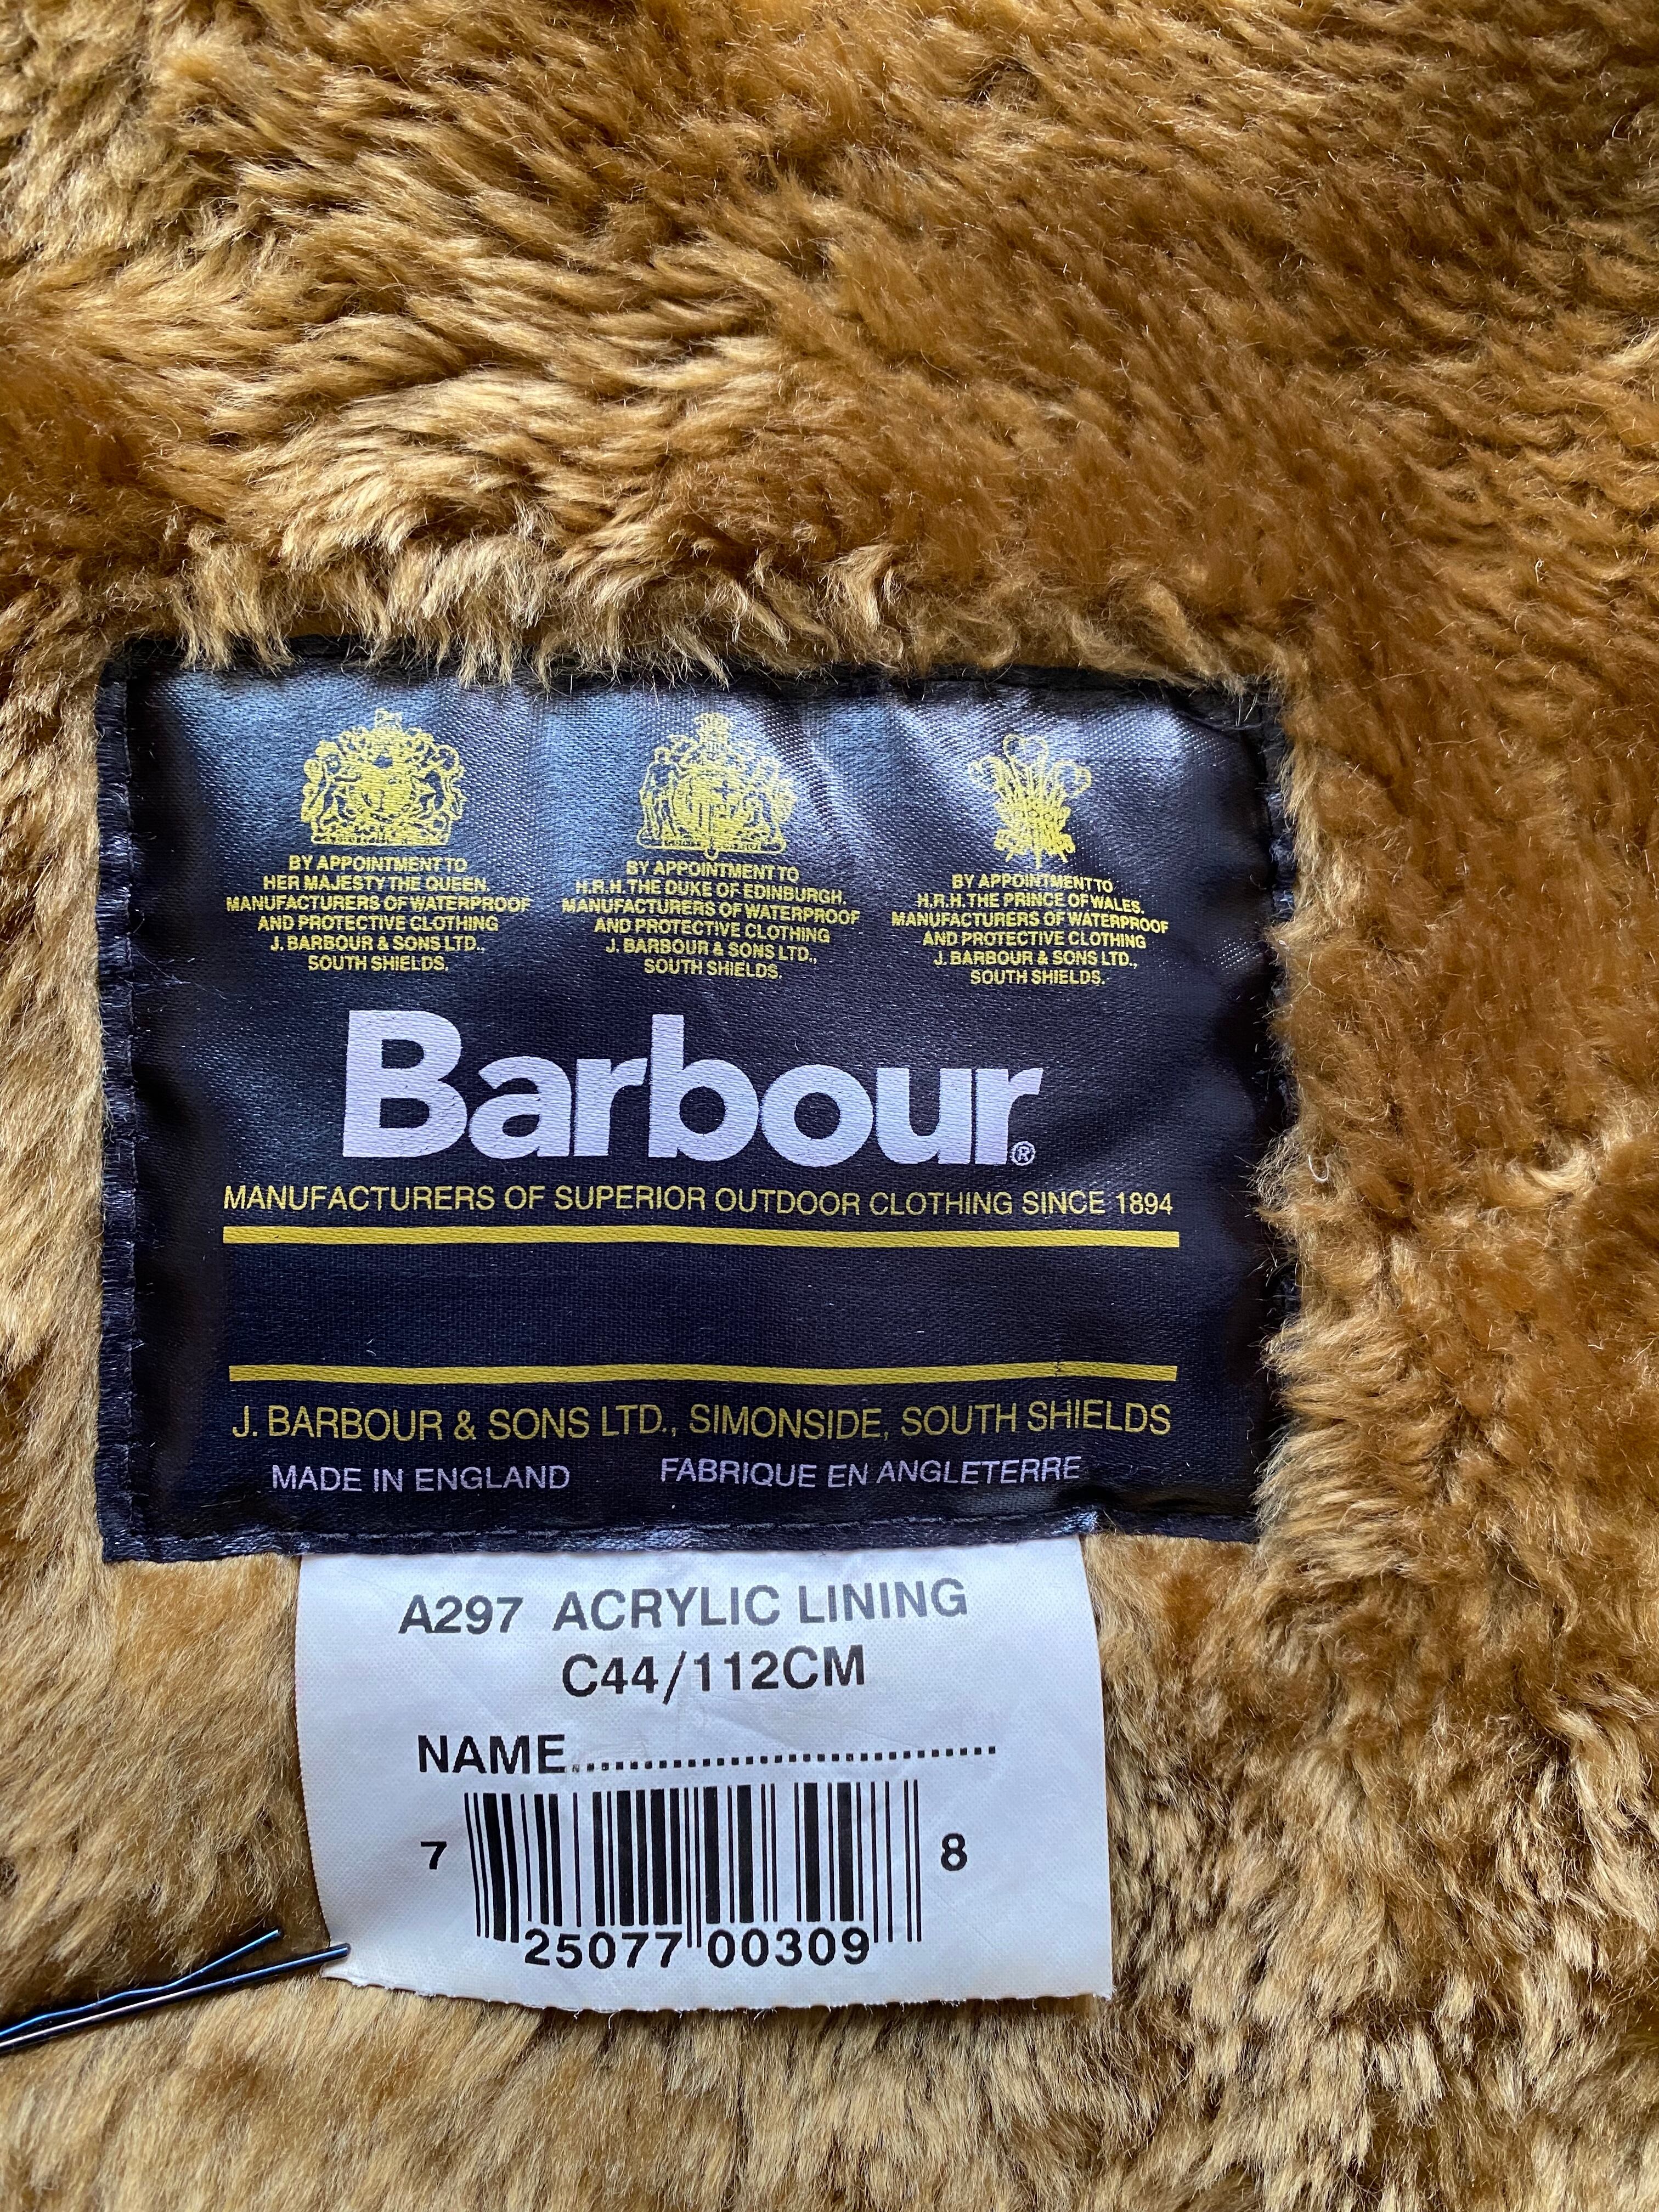 BY APPOINTMENT TO
HER MAJESTY THE QUEEN.
MANUFACTURERS OF WATERPROOF
AND PROTECTIVE CLOTHING
J. BARBOUR & SONS LTD.,
SOUTH SHIELDS.
BY APPOINTMENT TO
H.R.H. THE DUKE OF EDINBURGH.
MANUFACTURERS OF WATERPROOF
AND PROTECTIVE CLOTHING
J. BARBOUR & SONS LTD.,
SOUTH SHIELDS.
BY APPOINTMENT TO
H.R.H. THE PRINCE OF WALES.
MANUFACTURERS OF WATERPROOF
AND PROTECTIVE CLOTHING
J. BARBOUR & SONS LTD.,
SOUTH SHIELDS.
Barbour®
MANUFACTURERS OF SUPERIOR OUTDOOR CLOTHING SINCE 1894
J. BARBOUR & SONS LTD., SIMONSIDE, SOUTH SHIELDS
MADE IN ENGLAND FABRIQUE EN ANGLETERRE
A297 ACRYLIC LINING
C44/112CM
NAME..............................
7 25077 00309 8